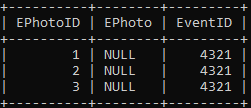 +----------+--------+---------+
| EPhotoID | EPhoto | EventID |
+----------+--------+---------+
|        1 | NULL   |    4321 |
|        2 | NULL   |    4321 |
|        3 | NULL   |    4321 |
+----------+--------+---------+